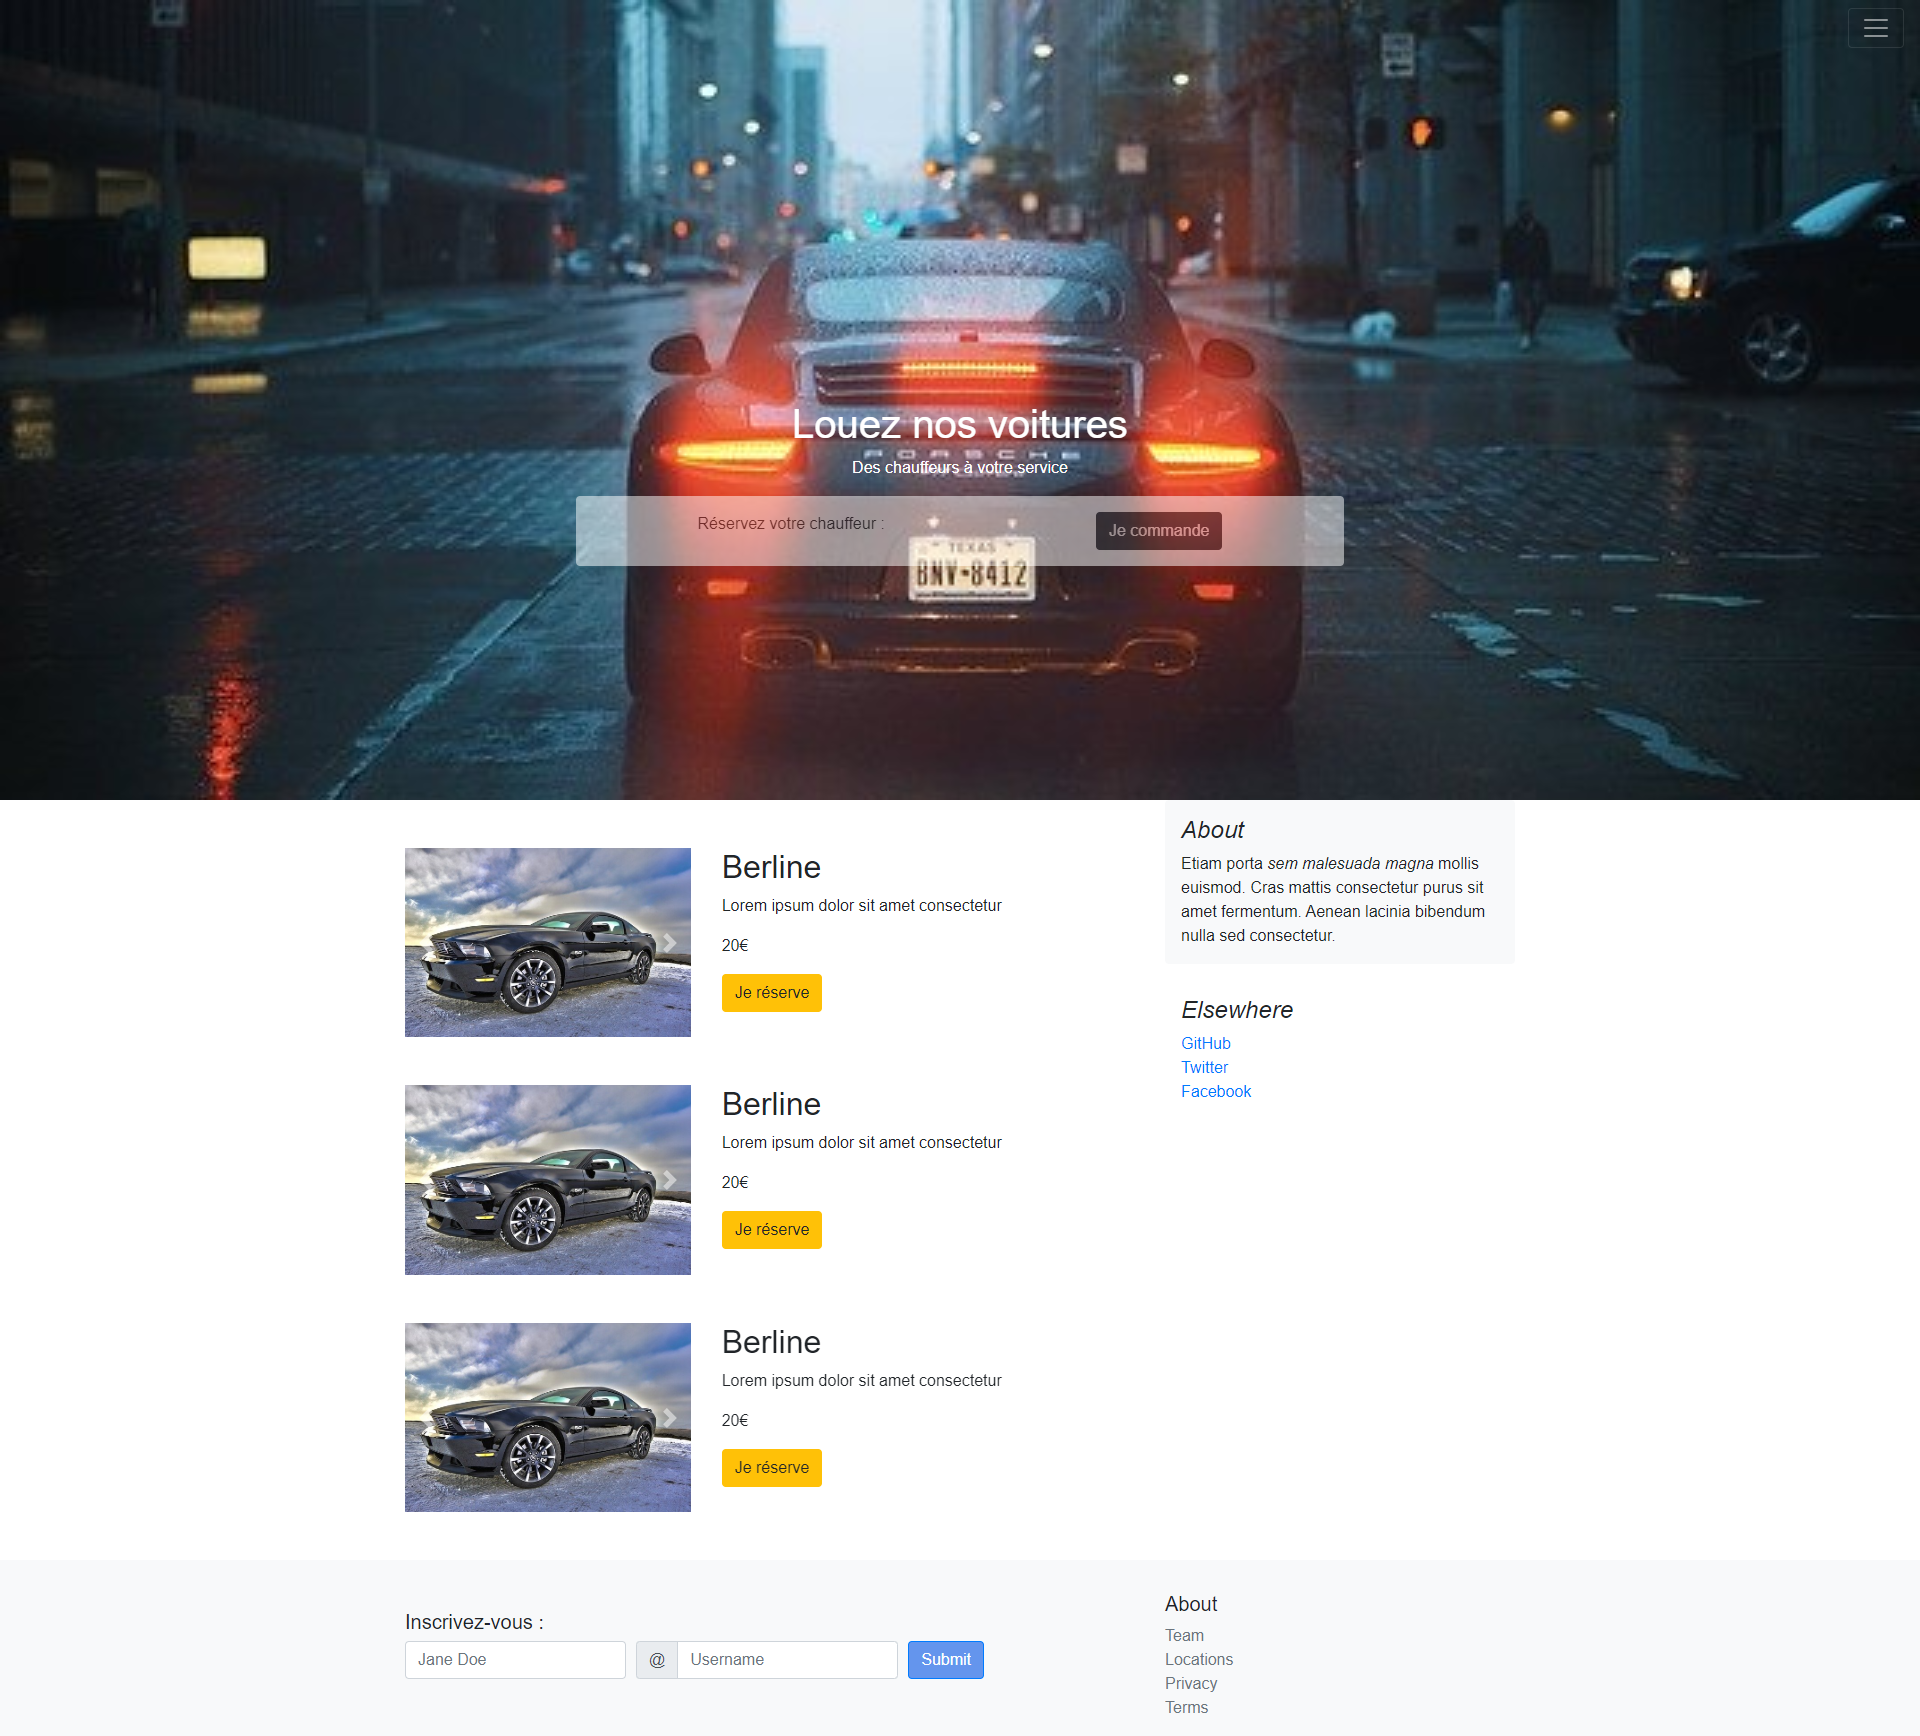 Louez nos voitures
PORSCHE
Des chauffeurs à votre service
Réservez votre chauffeur :
Je commande
TEXAS
BNV-8412
Berline
Lorem ipsum dolor sit amet consectetur
20€
Je réserve
Berline
Lorem ipsum dolor sit amet consectetur
20€
Je réserve
Berline
Lorem ipsum dolor sit amet consectetur
20€
Je réserve
About
Etiam porta sem malesuada magna mollis
euismod. Cras mattis consectetur purus sit
amet fermentum. Aenean lacinia bibendum
nulla sed consectetur.
Elsewhere
GitHub
Twitter
Facebook
Inscrivez-vous :
Jane Doe
@
Username
Submit
About
Team
Locations
Privacy
Terms